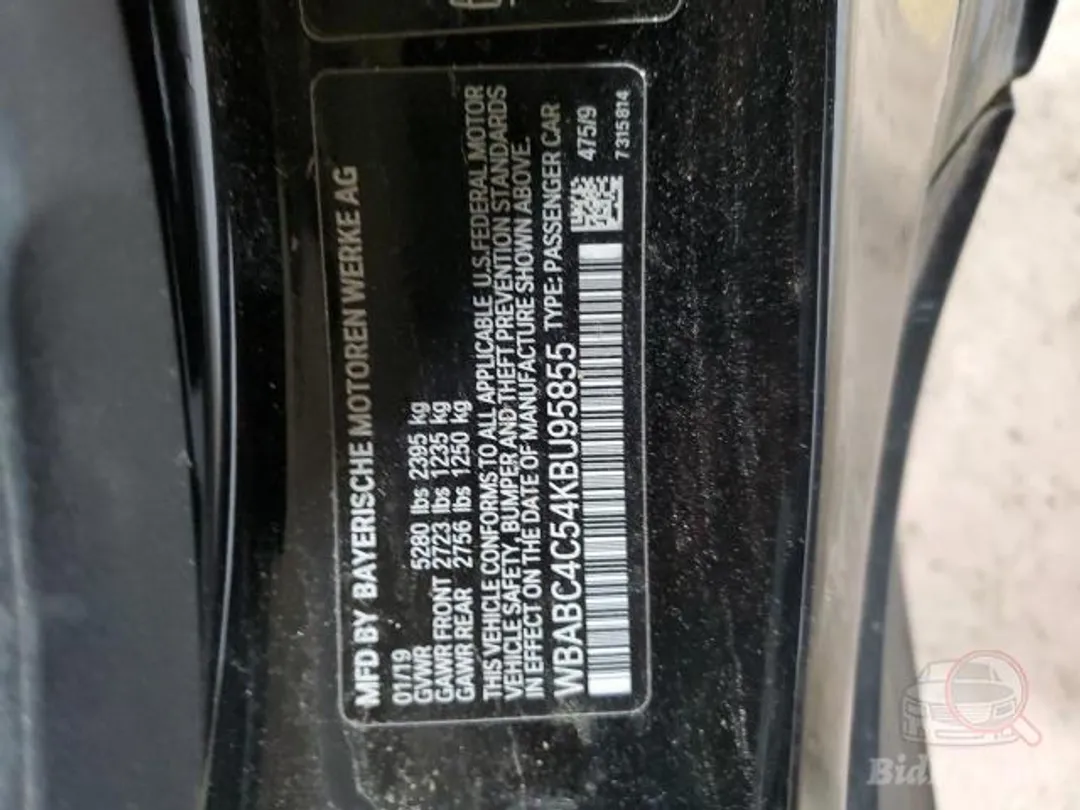 MFD BY BAYERISCHE MOTOREN WERKE AG
01/19
GVWR 5280 lbs 2395 kg
GAWR FRONT 2723 lbs 1235 kg
GAWR REAR 2756 lbs 1250 kg
THIS VEHICLE CONFORMS TO ALL APPLICABLE U.S. FEDERAL MOTOR
VEHICLE SAFETY, BUMPER AND THEFT PREVENTION STANDARDS
IN EFFECT ON THE DATE OF MANUFACTURE SHOWN ABOVE.
WBABC4C54KBU95855 TYPE: PASSENGER CAR
475/9
7315814